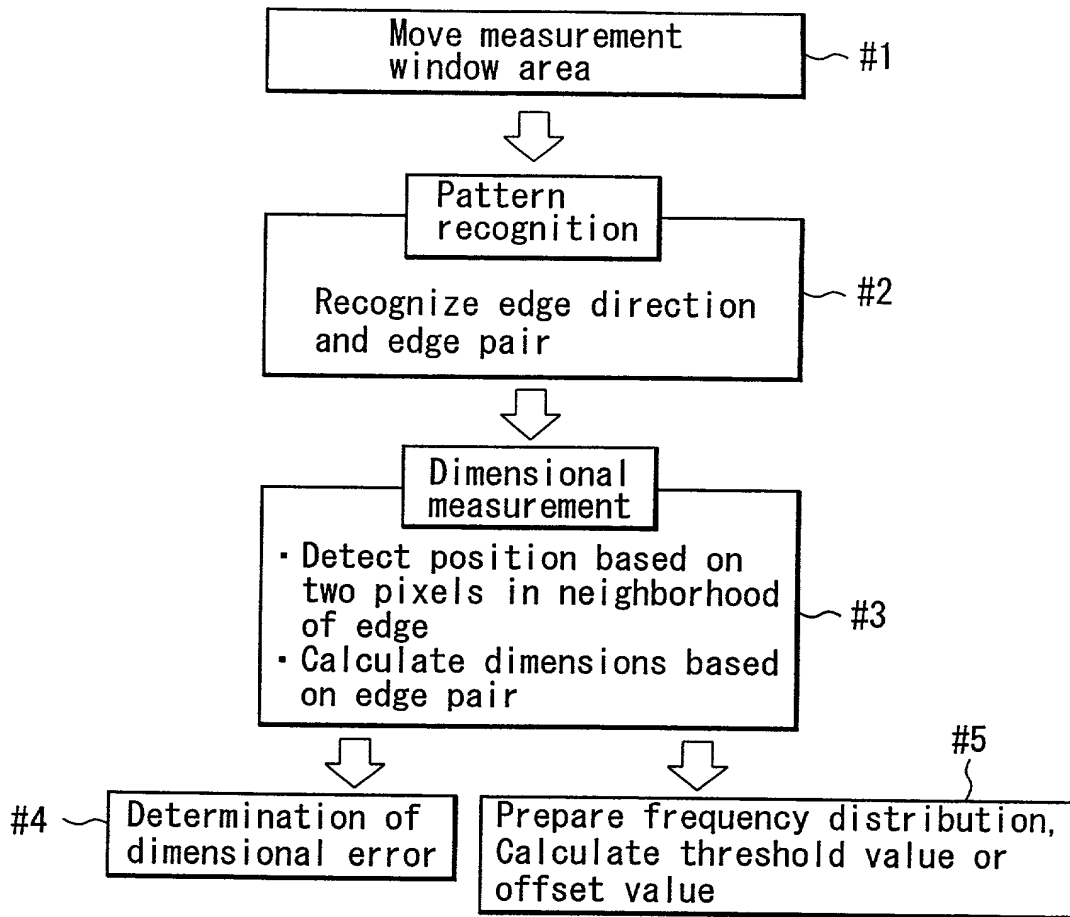 Move measurement
window area
#1
Pattern
recognition
Recognize edge direction
and edge pair
#2
Dimensional
measurement
・Detect position based on
two pixels in neighborhood
of edge
・Calculate dimensions based
on edge pair
#3
#4
Determination of
dimensional error
#5
Prepare frequency distribution,
Calculate threshold value or
offset value